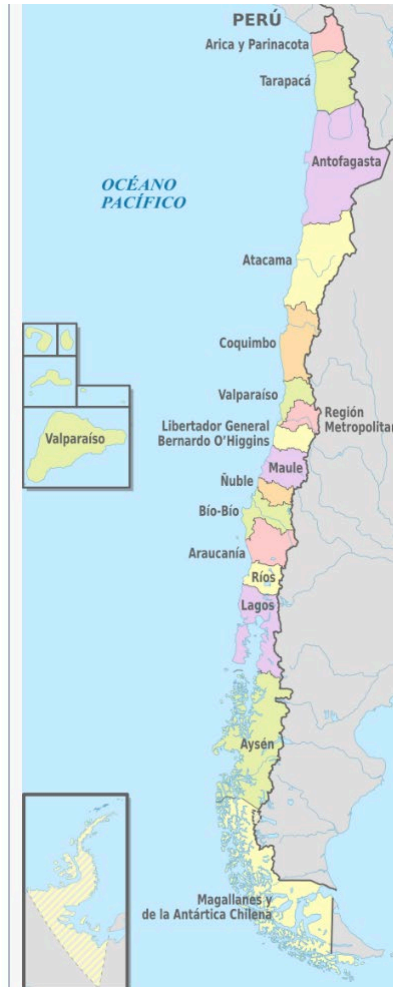 PERÚ
Arica y Parinacota
Tarapacá
Antofagasta
OCÉANO
PACÍFICO
Atacama
Coquimbo
Valparaíso
Región
Metropolitan
Libertador General
Bernardo O'Higgins
Valparaíso
Maule
Ñuble
Bío-Bío
Araucanía
Ríos
Lagos
Aysén
Magallanes y
de la Antártica Chilena